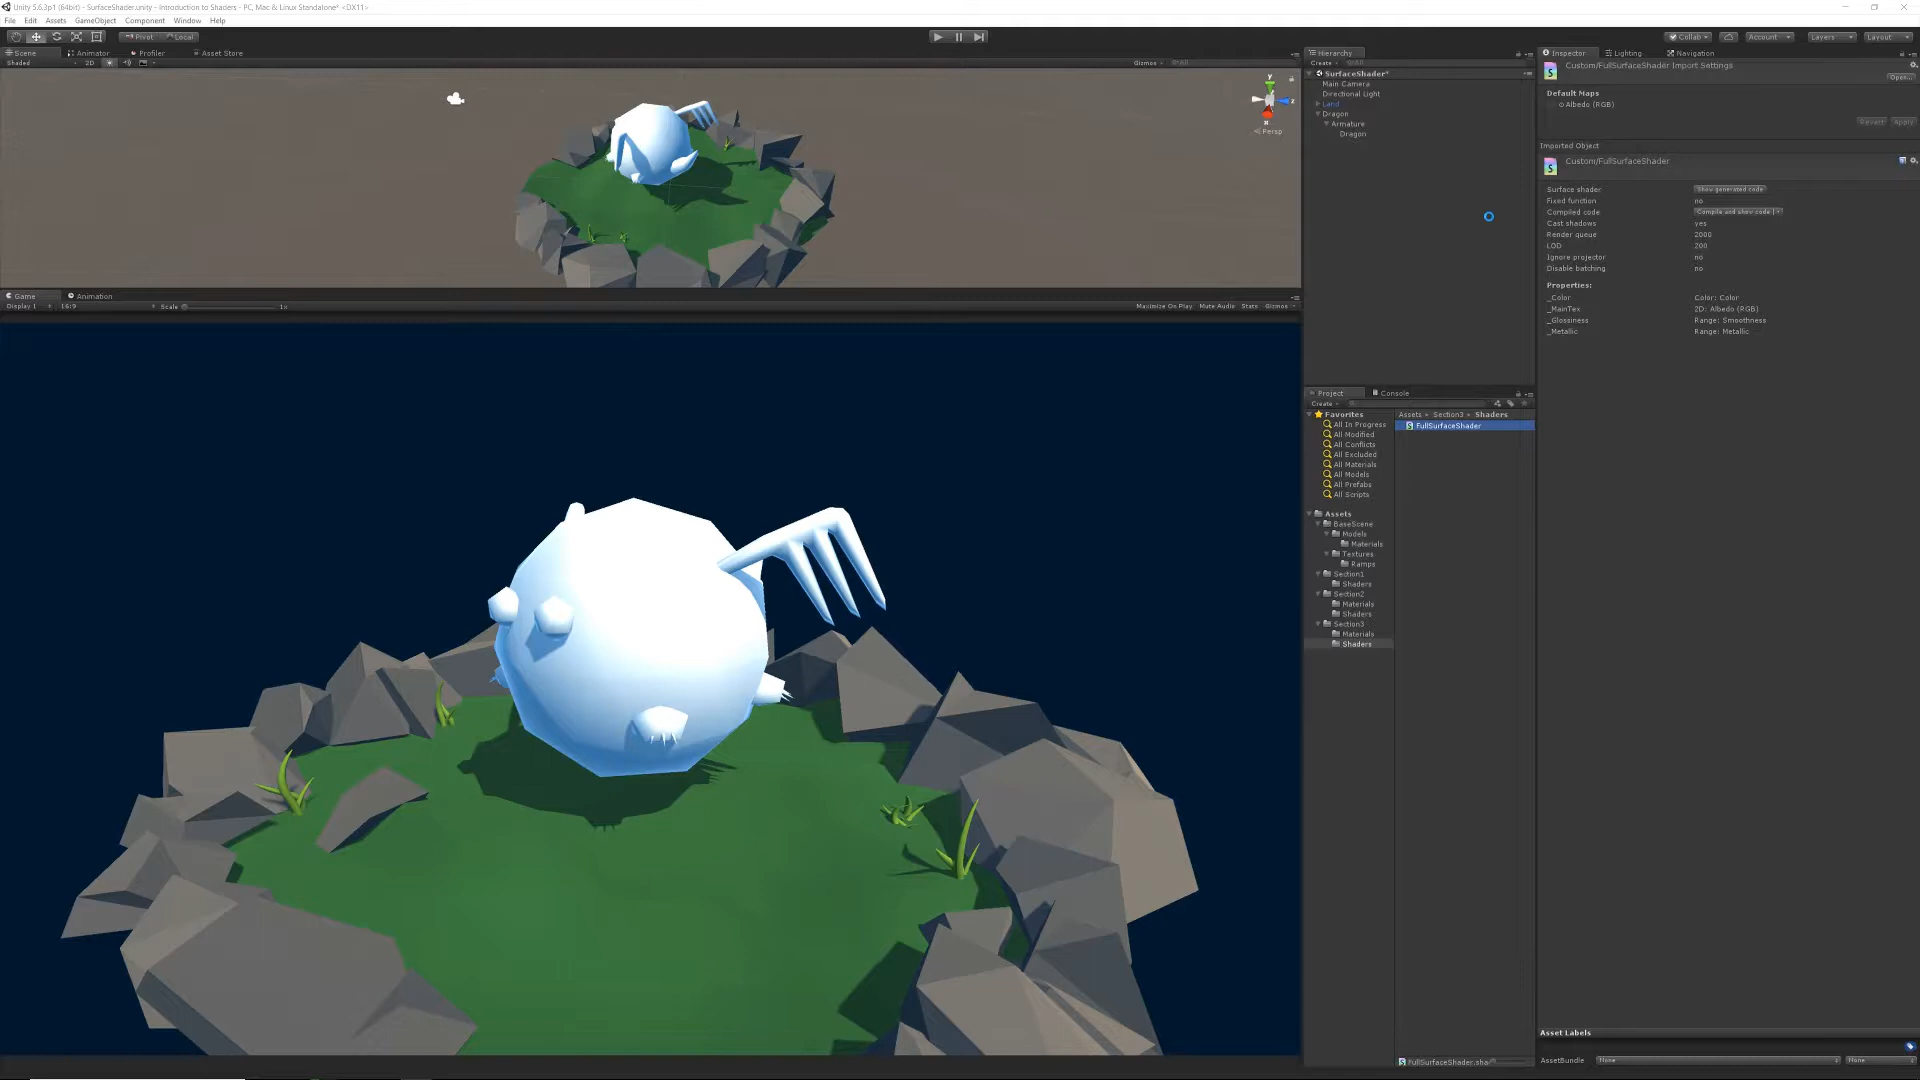 Unity 5.6.3p1 (64bit) - SurfaceShader.unity - Introduction to Shaders - PC, Mac & Linux Standalone* <DX11>
File Edit Assets GameObject Component Window Help
Pivot Local
Collab Account Layers Layout
Scene Animator Profiler Asset Store
Shaded 2D Gizmos
y
z
x
Persp
Game Animation
Display 1 16:9 Scale 1x Maximize On Play Mute Audio Stats Gizmos
Hierarchy
Create
SurfaceShader*
Main Camera
Directional Light
Land
Dragon
Armature
Dragon
Project Console
Create
Favorites
All In Progress
All Modified
All Conflicts
All Excluded
All Materials
All Models
All Prefabs
All Scripts
Assets
BaseScene
Models
Materials
Textures
Ramps
Section1
Shaders
Section2
Materials
Shaders
Section3
Materials
Shaders
Assets Section3 Shaders
FullSurfaceShader
FullSurfaceShader.sha
Inspector Lighting Navigation
Custom/FullSurfaceShader Import Settings
Open...
Default Maps
Albedo (RGB)
Revert Apply
Imported Object
Custom/FullSurfaceShader
Surface shader Show generated code
Fixed function no
Compiled code Compile and show code
Cast shadows yes
Render queue 2000
LOD 200
Ignore projector no
Disable batching no
Properties:
_Color Color: Color
_MainTex 2D: Albedo (RGB)
_Glossiness Range: Smoothness
_Metallic Range: Metallic
Asset Labels
AssetBundle None None